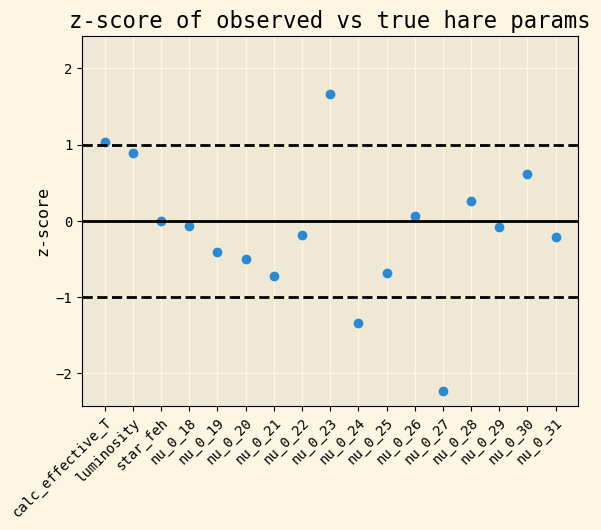 z-score of observed vs true hare params
z-score
2
1
0
−1
−2
calc_effective_T
luminosity
star_feh
nu_0_18
nu_0_19
nu_0_20
nu_0_21
nu_0_22
nu_0_23
nu_0_24
nu_0_25
nu_0_26
nu_0_27
nu_0_28
nu_0_29
nu_0_30
nu_0_31